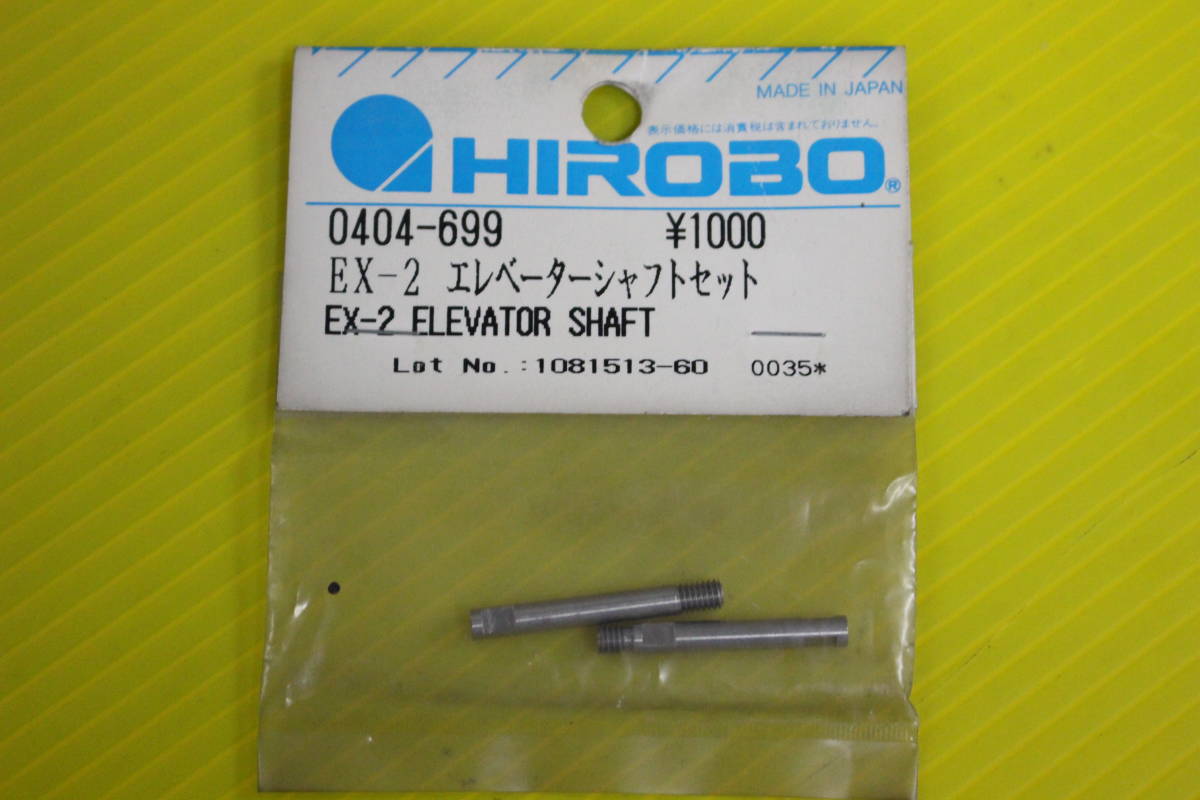 MADE IN JAPAN
表示価格には消費税は含まれておりません。
HIROBO®
0404-699 ¥1000
EX-2 エレベーターシャフトセット
EX-2 ELEVATOR SHAFT
Lot No.:1081513-60 0035*